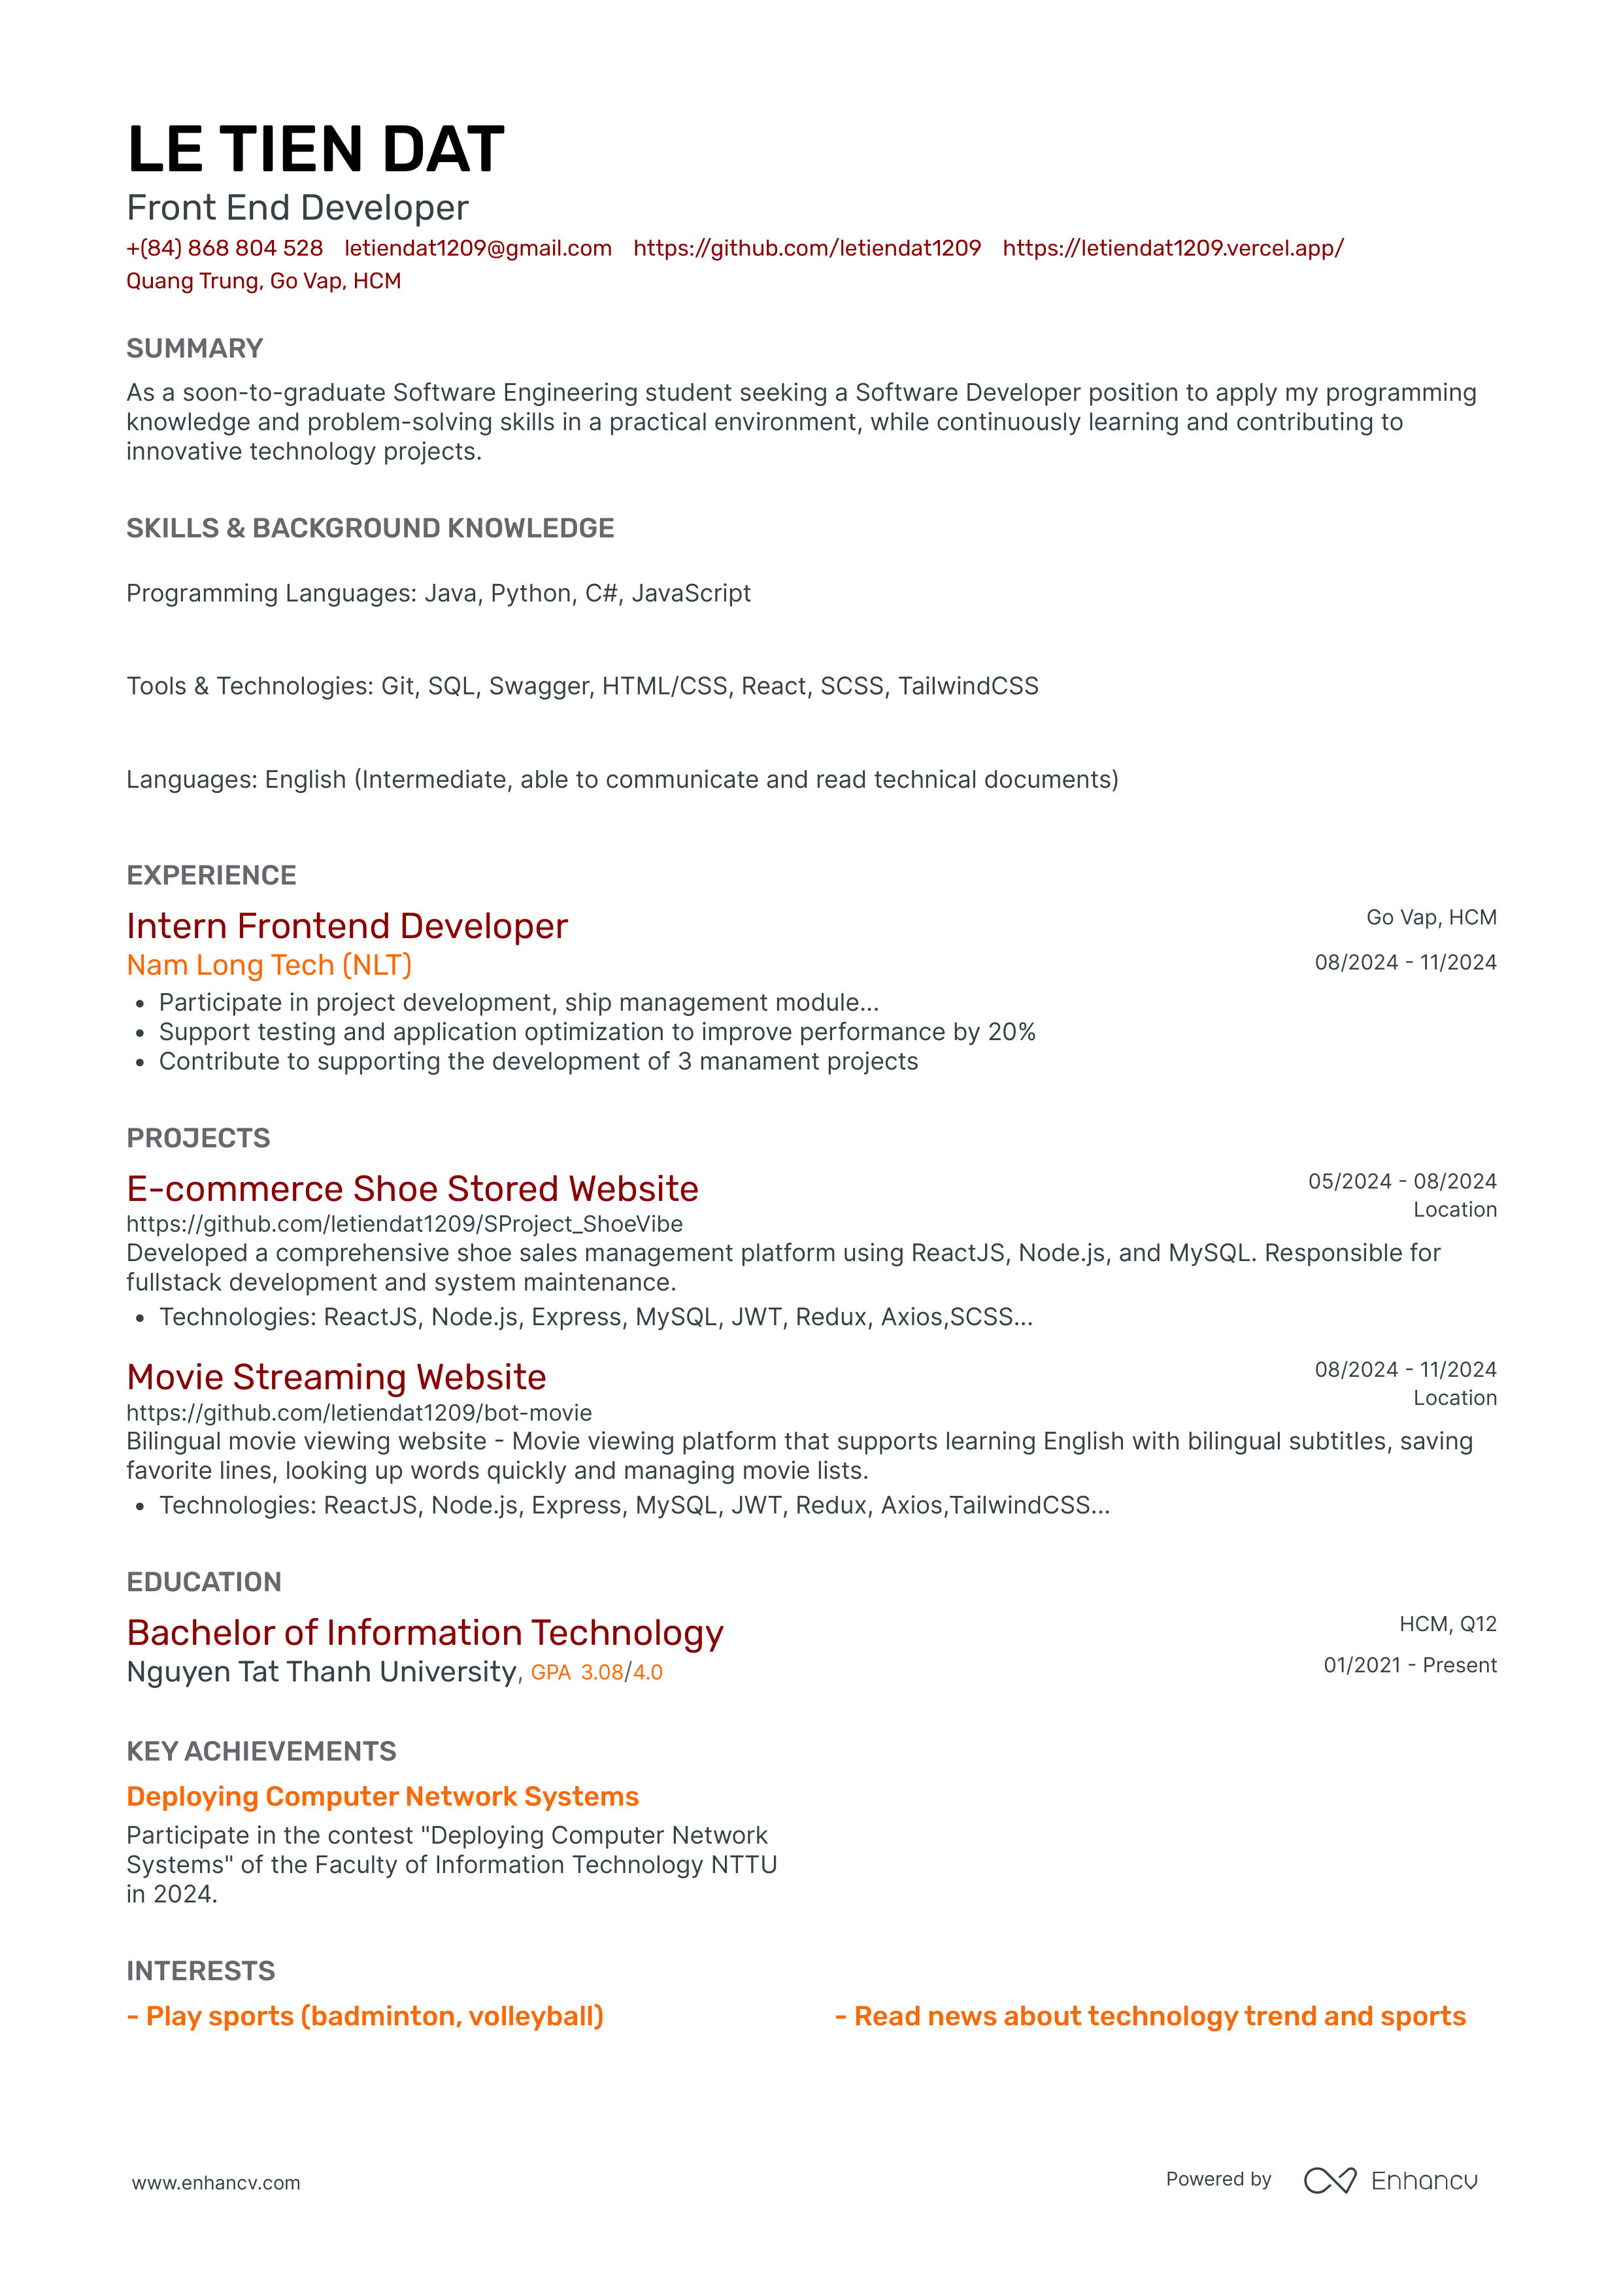 LE TIEN DAT
Front End Developer
+(84) 868 804 528 letiendat1209@gmail.com https://github.com/letiendat1209 https://letiendat1209.vercel.app/
Quang Trung, Go Vap, HCM
SUMMARY
As a soon-to-graduate Software Engineering student seeking a Software Developer position to apply my programming
knowledge and problem-solving skills in a practical environment, while continuously learning and contributing to
innovative technology projects.
SKILLS & BACKGROUND KNOWLEDGE
Programming Languages: Java, Python, C#, JavaScript
Tools & Technologies: Git, SQL, Swagger, HTML/CSS, React, SCSS, TailwindCSS
Languages: English (Intermediate, able to communicate and read technical documents)
EXPERIENCE
Intern Frontend Developer Go Vap, HCM
Nam Long Tech (NLT) 08/2024 - 11/2024
• Participate in project development, ship management module...
• Support testing and application optimization to improve performance by 20%
• Contribute to supporting the development of 3 manament projects
PROJECTS
E-commerce Shoe Stored Website 05/2024 - 08/2024
https://github.com/letiendat1209/SProject_ShoeVibe Location
Developed a comprehensive shoe sales management platform using ReactJS, Node.js, and MySQL. Responsible for
fullstack development and system maintenance.
• Technologies: ReactJS, Node.js, Express, MySQL, JWT, Redux, Axios,SCSS...
Movie Streaming Website 08/2024 - 11/2024
https://github.com/letiendat1209/bot-movie Location
Bilingual movie viewing website - Movie viewing platform that supports learning English with bilingual subtitles, saving
favorite lines, looking up words quickly and managing movie lists.
• Technologies: ReactJS, Node.js, Express, MySQL, JWT, Redux, Axios,TailwindCSS...
EDUCATION
Bachelor of Information Technology HCM, Q12
Nguyen Tat Thanh University, GPA 3.08/4.0 01/2021 - Present
KEY ACHIEVEMENTS
Deploying Computer Network Systems
Participate in the contest "Deploying Computer Network
Systems" of the Faculty of Information Technology NTTU
in 2024.
INTERESTS
- Play sports (badminton, volleyball) - Read news about technology trend and sports
www.enhancv.com Powered by Enhancv